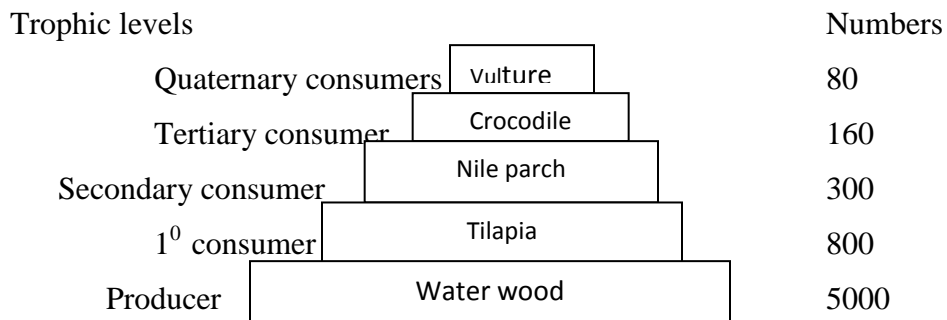 Trophic levels Numbers
Quaternary consumers Vulture 80
Tertiary consumer Crocodile 160
Secondary consumer Nile parch 300
1⁰ consumer Tilapia 800
Producer Water wood 5000